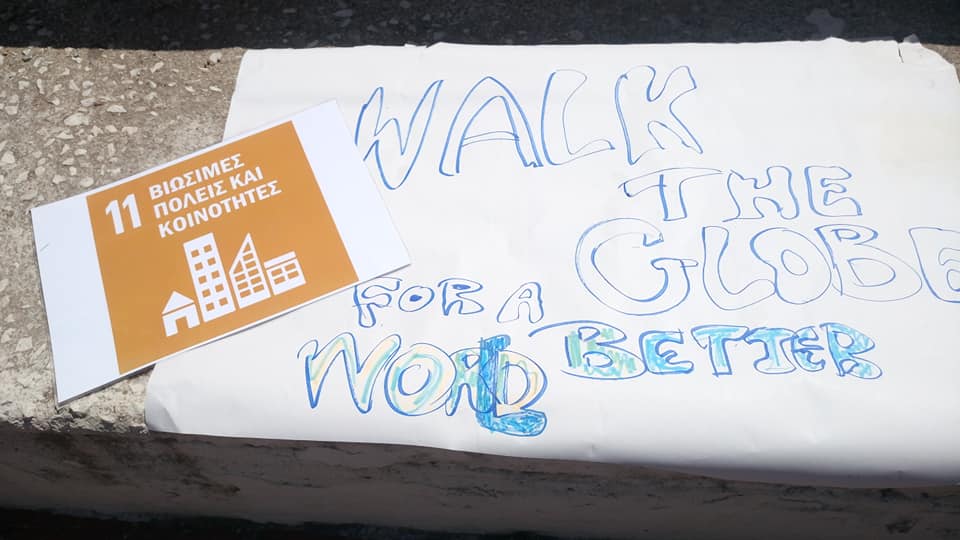 11 ΒΙΩΣΙΜΕΣ
ΠΟΛΕΙΣ ΚΑΙ
ΚΟΙΝΟΤΗΤΕΣ
WALK
THE
GLOBE
FOR A
WORLD BETTER